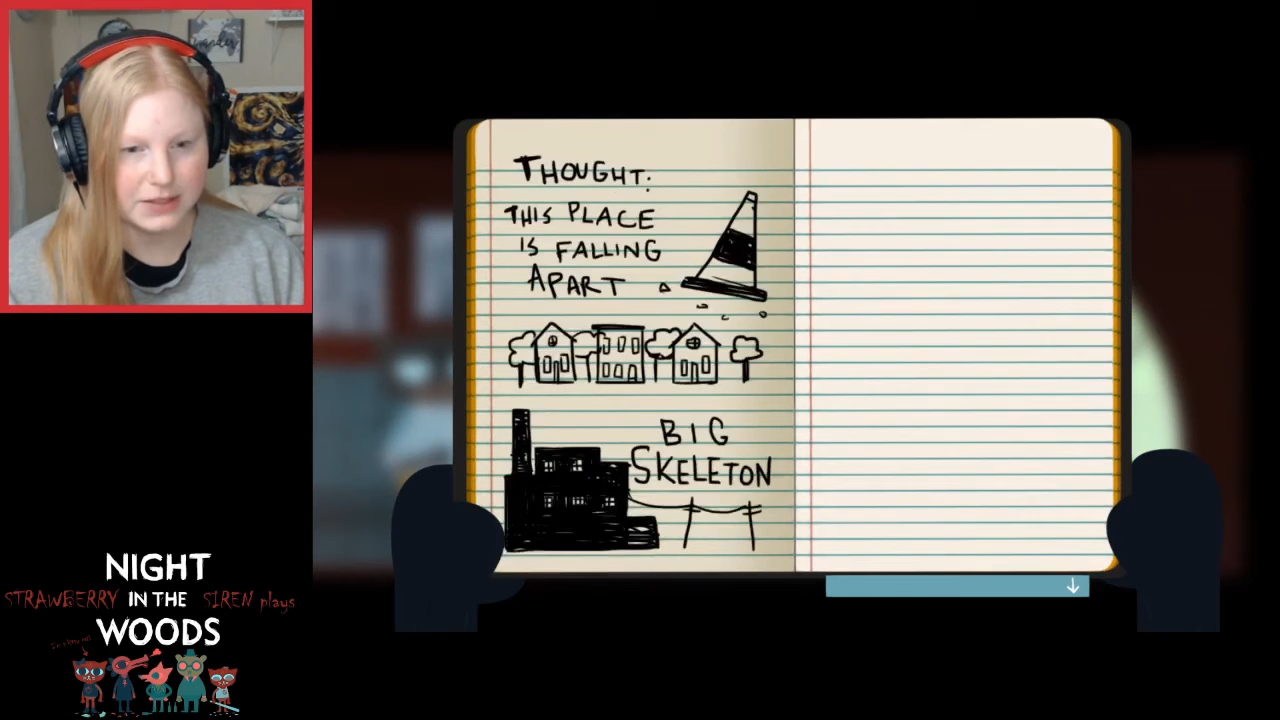 THOUGHT:
THIS PLACE
IS FALLING
APART
BIG
SKELETON
NIGHT
STRAWBERRY IN THE SIREN plays
WOODS